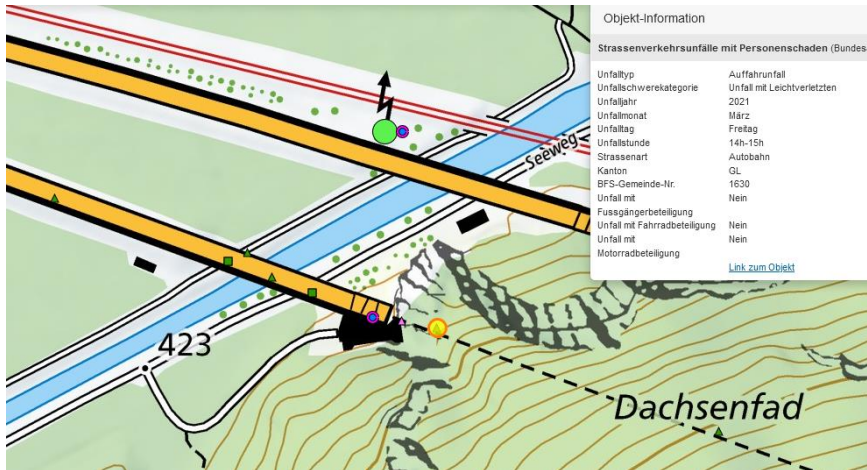 Objekt-Information
Strassenverkehrsunfälle mit Personenschaden (Bundes
Unfalltyp Auffahrunfall
Unfallschwerekategorie Unfall mit Leichtverletzten
Unfalljahr 2021
Unfallmonat März
Unfalltag Freitag
Unfallstunde 14h-15h
Strassenart Autobahn
Kanton GL
BFS-Gemeinde-Nr. 1630
Unfall mit Nein
Fussgängerbeteiligung
Unfall mit Fahrradbeteiligung Nein
Unfall mit Nein
Motorradbeteiligung
Link zum Objekt
Seeweg
423
Dachsenfad